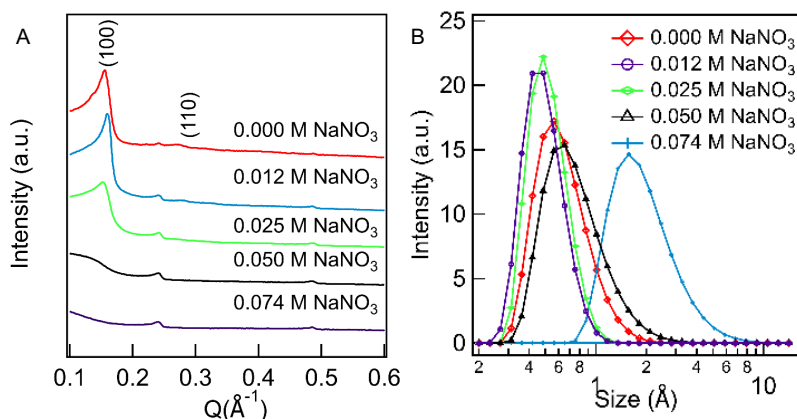 A
(100)
(110)
0.000 M NaNO3
0.012 M NaNO3
0.025 M NaNO3
0.050 M NaNO3
0.074 M NaNO3
Intensity (a.u.)
0.1 0.2 0.3 0.4 0.5 0.6
Q(Å-1)
B
0.000 M NaNO3
0.012 M NaNO3
0.025 M NaNO3
0.050 M NaNO3
0.074 M NaNO3
Intensity (a.u.)
25
20
15
10
5
0
2 4 6 8 1 2 4 6 8 10
Size (Å)